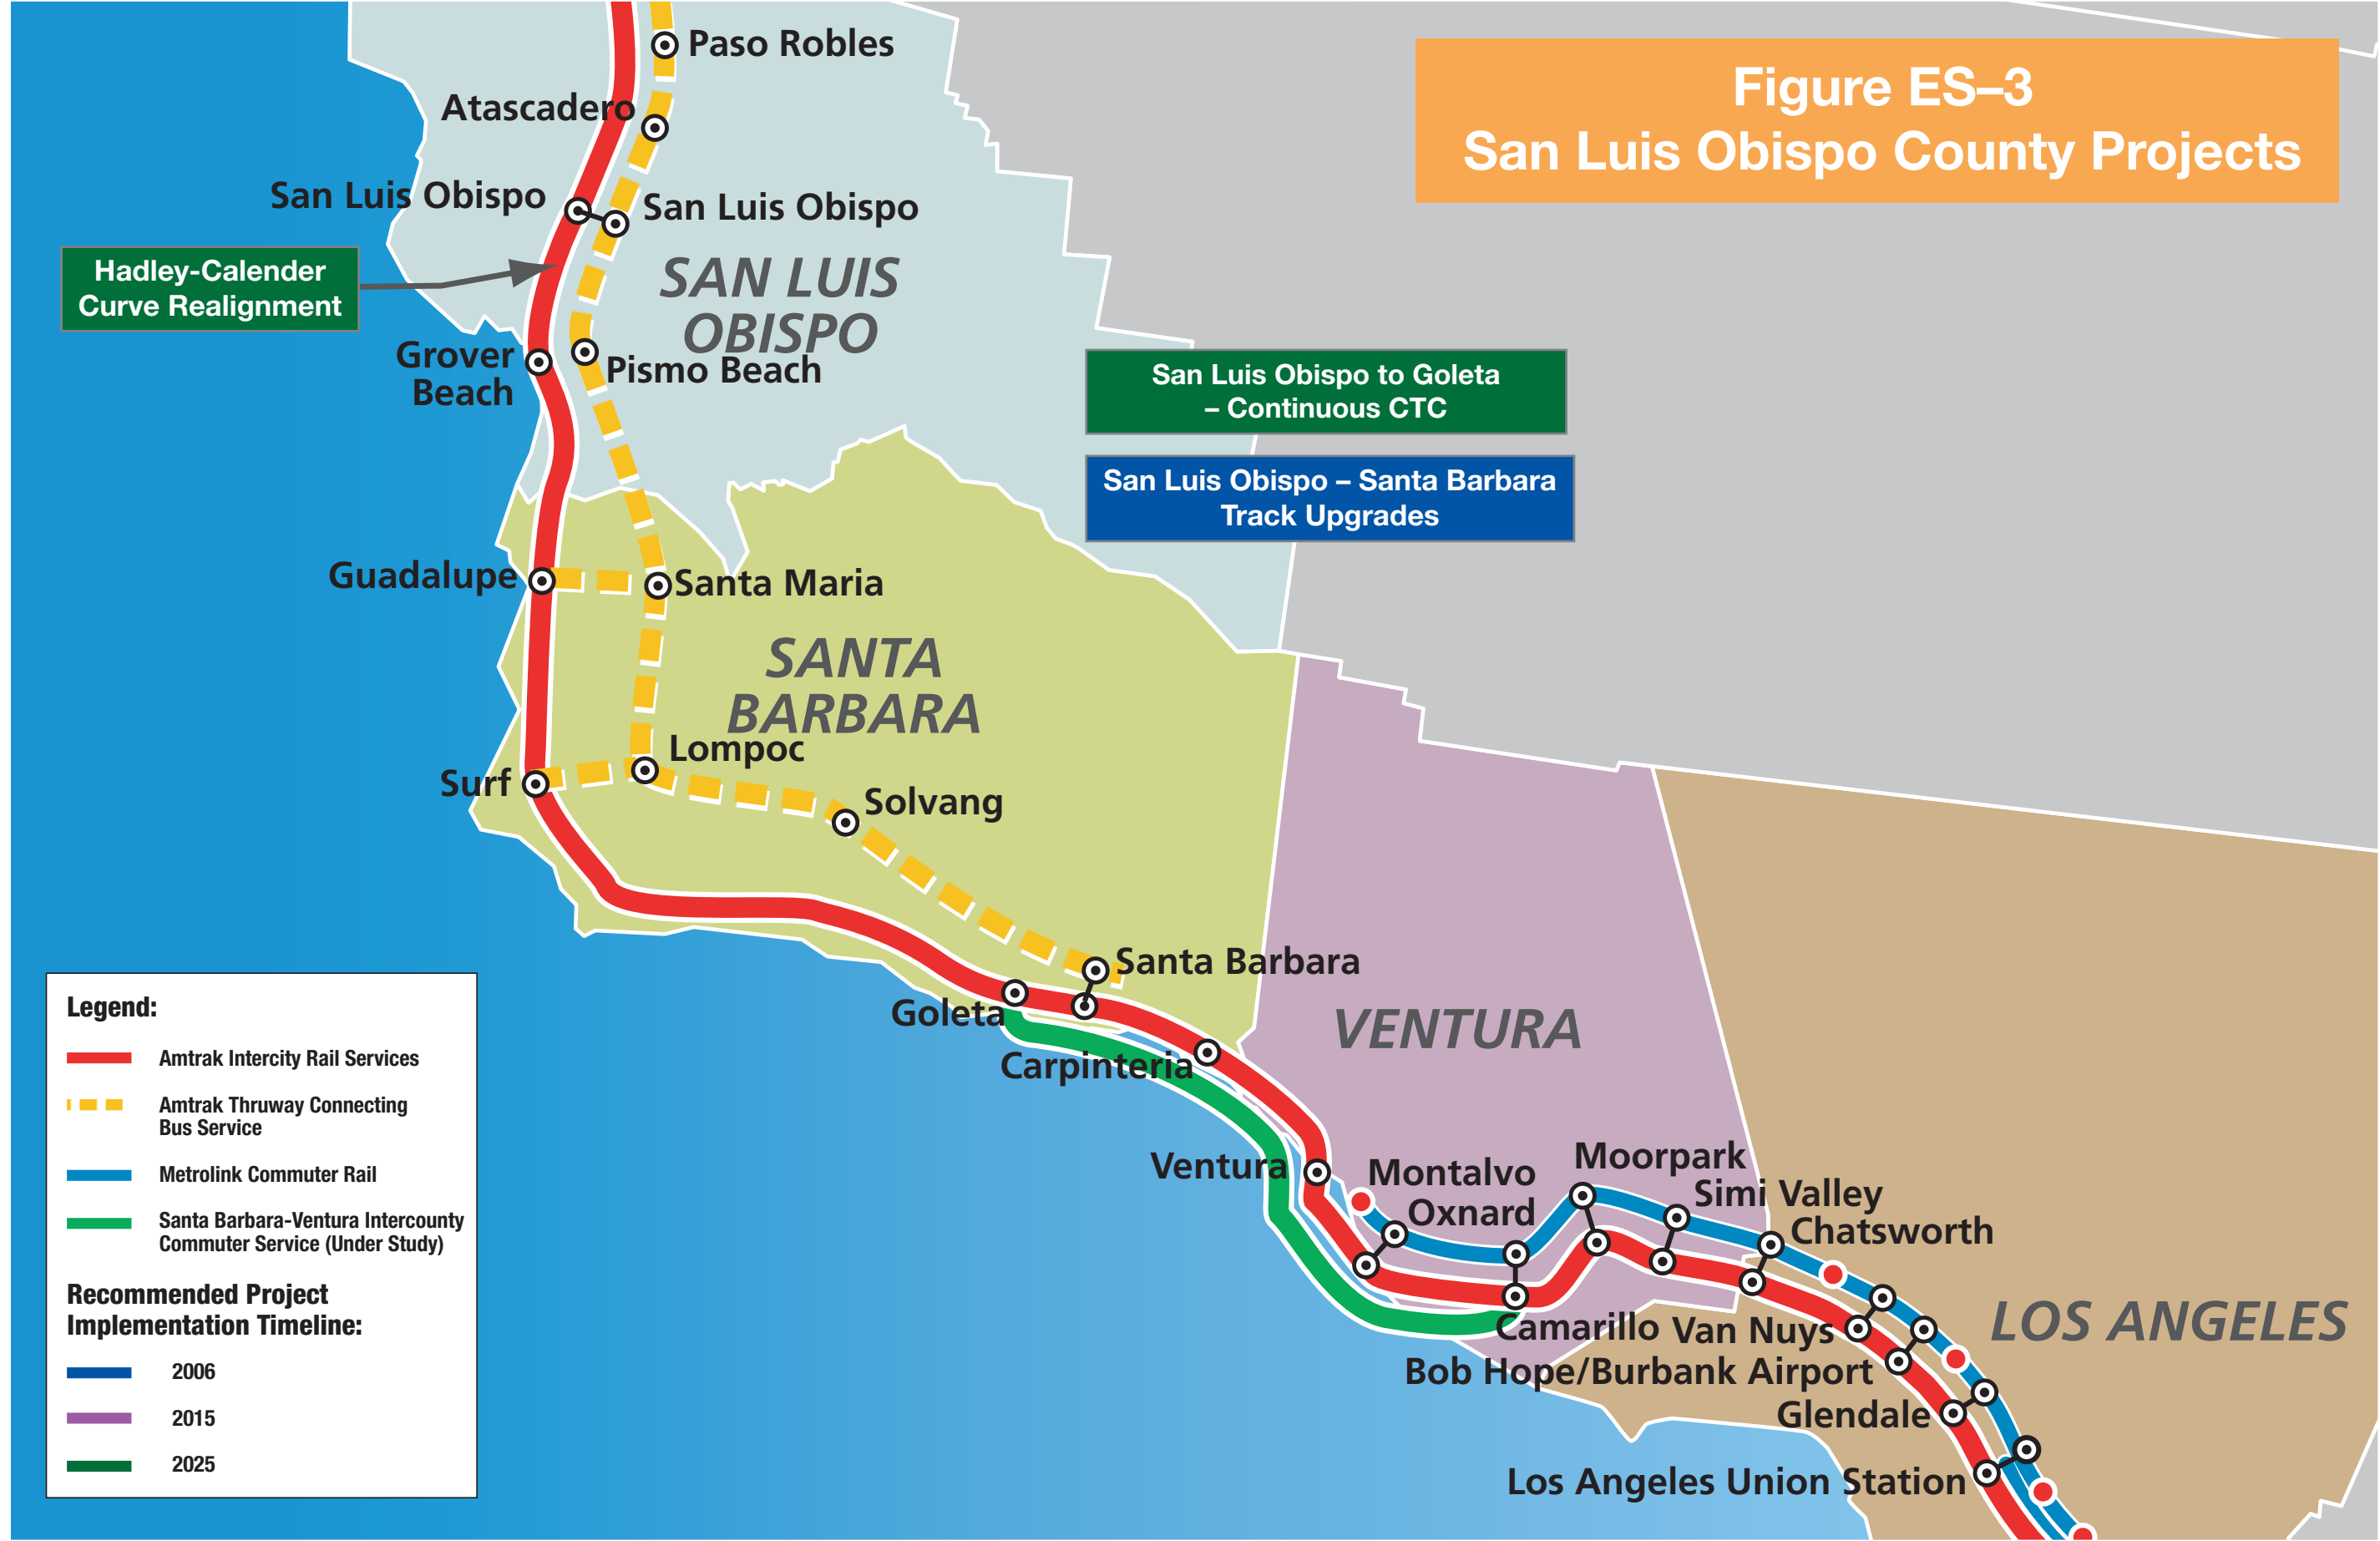 Figure ES–3
San Luis Obispo County Projects
Paso Robles
Atascadero
San Luis Obispo
San Luis Obispo
Hadley-Calender
Curve Realignment
SAN LUIS
OBISPO
Grover
Beach
Pismo Beach
San Luis Obispo to Goleta
– Continuous CTC
San Luis Obispo – Santa Barbara
Track Upgrades
Guadalupe
Santa Maria
SANTA
BARBARA
Lompoc
Surf
Solvang
Santa Barbara
Goleta
Carpinteria
VENTURA
Ventura
Montalvo
Oxnard
Moorpark
Simi Valley
Chatsworth
Camarillo
Van Nuys
LOS ANGELES
Bob Hope/Burbank Airport
Glendale
Los Angeles Union Station
Legend:
Amtrak Intercity Rail Services
Amtrak Thruway Connecting
Bus Service
Metrolink Commuter Rail
Santa Barbara-Ventura Intercounty
Commuter Service (Under Study)
Recommended Project
Implementation Timeline:
2006
2015
2025